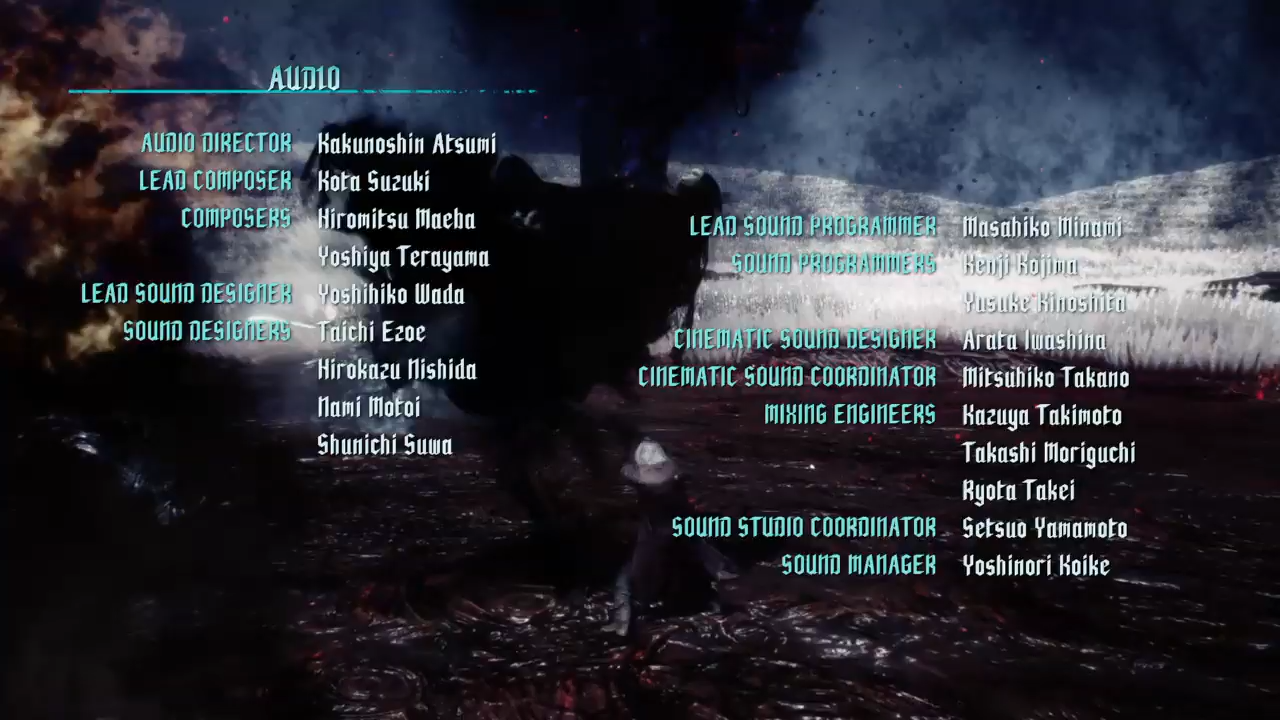 AUDIO
AUDIO DIRECTOR Kakunoshin Atsumi
LEAD COMPOSER Kota Suzuki
COMPOSERS Hiromitsu Maeba
Yoshiya Terayama
LEAD SOUND DESIGNER Yoshihiko Wada
SOUND DESIGNERS Taichi Ezoe
Hirokazu Nishida
Nami Motoi
Shunichi Suwa
LEAD SOUND PROGRAMMER Masahiko Minami
SOUND PROGRAMMERS Kenji Kojima
Yusuke Kinoshita
CINEMATIC SOUND DESIGNER Arata Iwashina
CINEMATIC SOUND COORDINATOR Mitsuhiko Takano
MIXING ENGINEERS Kazuya Takimoto
Takashi Moriguchi
Ryota Takei
SOUND STUDIO COORDINATOR Setsuo Yamamoto
SOUND MANAGER Yoshinori Koike